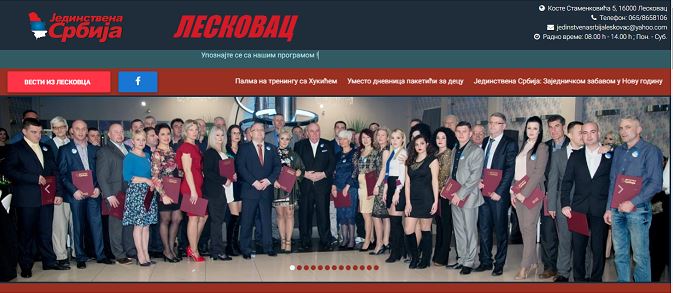 Јединствена
Србија
ЛЕСКОВАЦ
Косте Стаменковића 5, 16000 Лесковац
Телефон: 065/8658106
jedinstvenasrbijaleskovac@yahoo.com
Радно време: 08.00 h - 14.00 h ; Пон. - Суб.
Упознајте се са нашим програмом !
ВЕСТИ ИЗ ЛЕСКОВЦА
f
Палма на тренингу са Хукићем
Уместо дневница пакетићи за децу
Јединствена Србија: Заједничком забавом у Нову годину